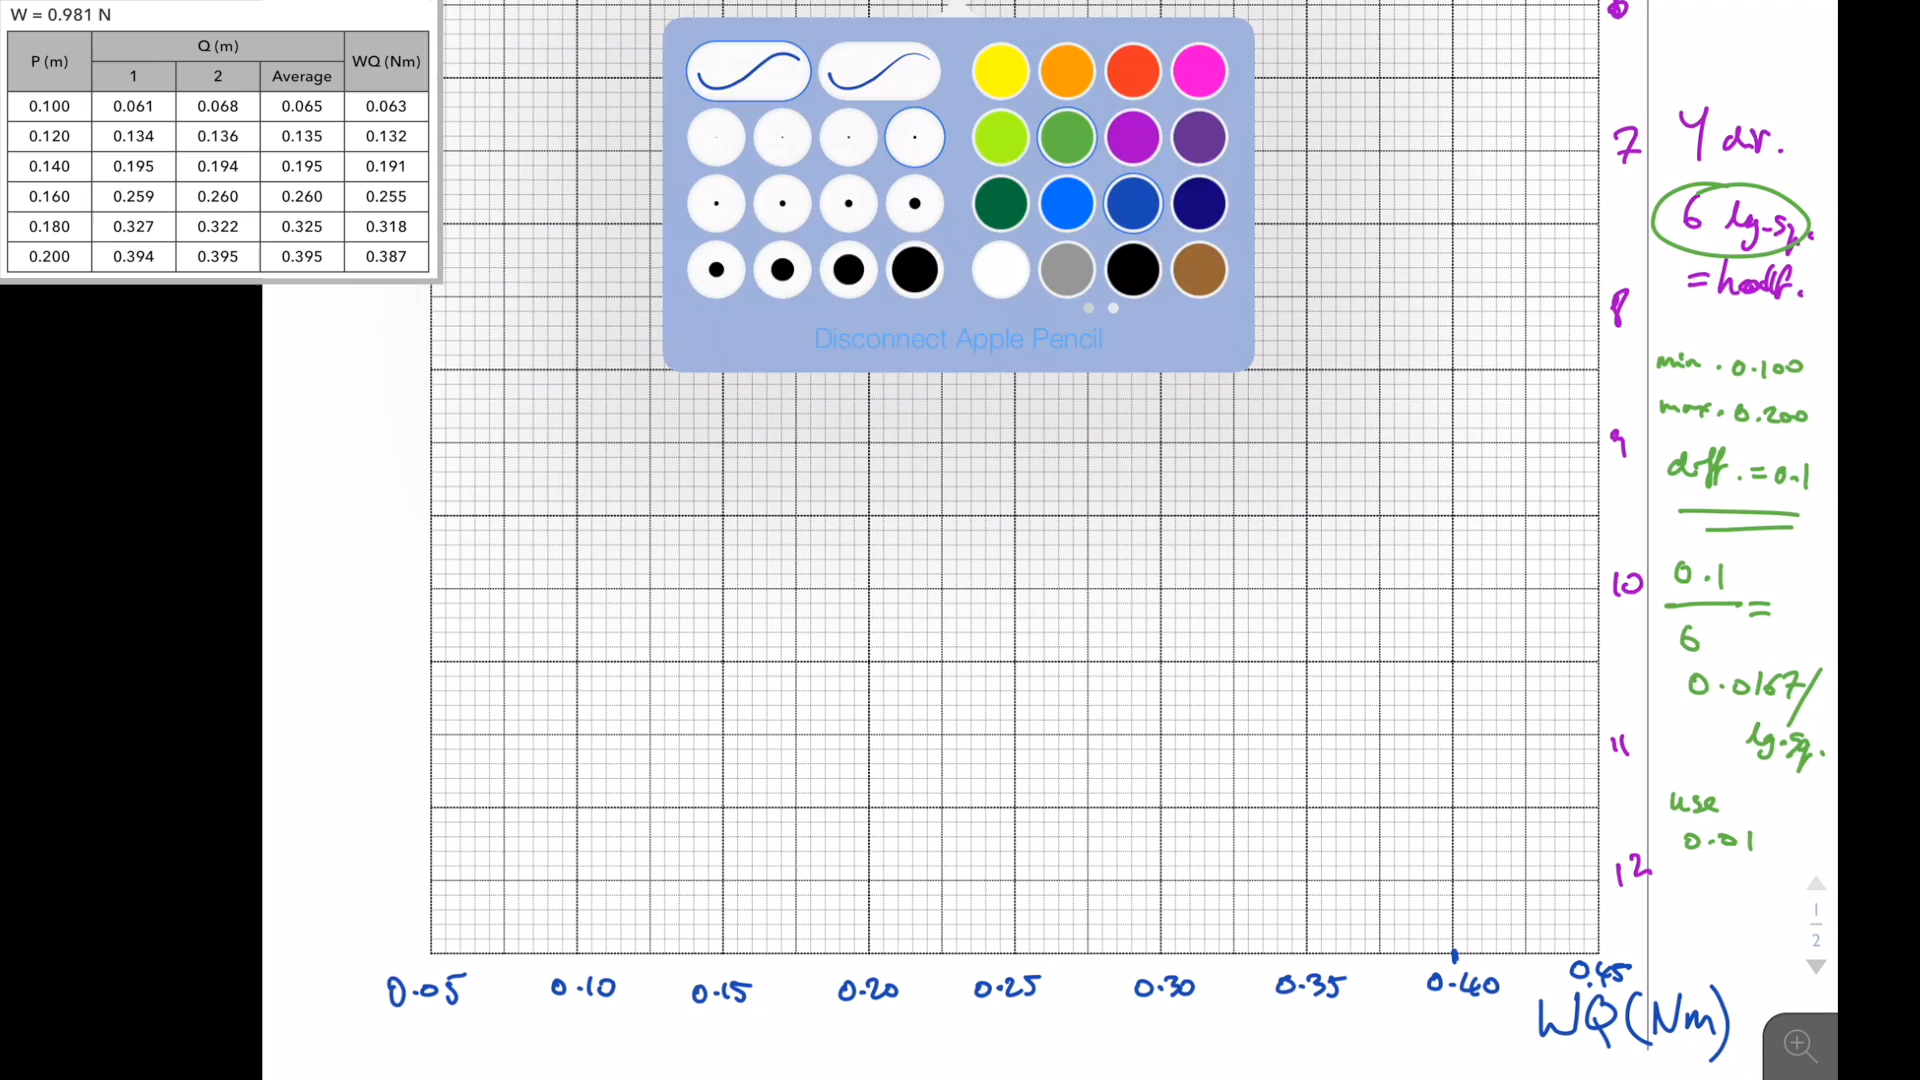 W = 0.981 N
P (m) Q (m) WQ (Nm)
1 2 Average
0.100 0.061 0.068 0.065 0.063
0.120 0.134 0.136 0.135 0.132
0.140 0.195 0.194 0.195 0.191
0.160 0.259 0.260 0.260 0.255
0.180 0.327 0.322 0.325 0.318
0.200 0.394 0.395 0.395 0.387
Disconnect Apple Pencil
7
8
9
10
11
12
Y dir.
6 lg-sq.
= half.
min . 0.100
max . 0.200
diff. = 0.1
0.1
6
=
0.0167/
lg.sq.
use
0.01
1
2
0.05 0.10 0.15 0.20 0.25 0.30 0.35 0.40 0.45
WQ (Nm)